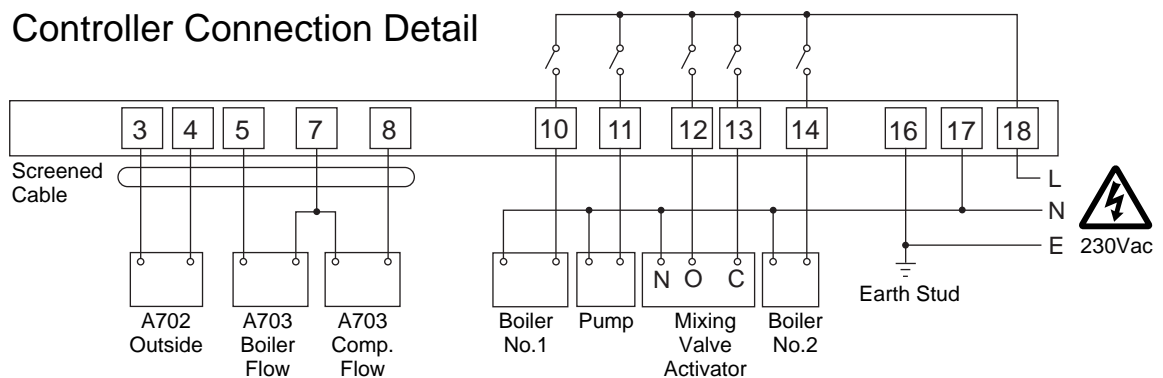 Controller Connection Detail
3 4 5 7 8 10 11 12 13 14 16 17 18
Screened
Cable
L
N
E
230Vac
N O C
Earth Stud
A702
Outside
A703
Boiler
Flow
A703
Comp.
Flow
Boiler
No.1
Pump
Mixing
Valve
Activator
Boiler
No.2